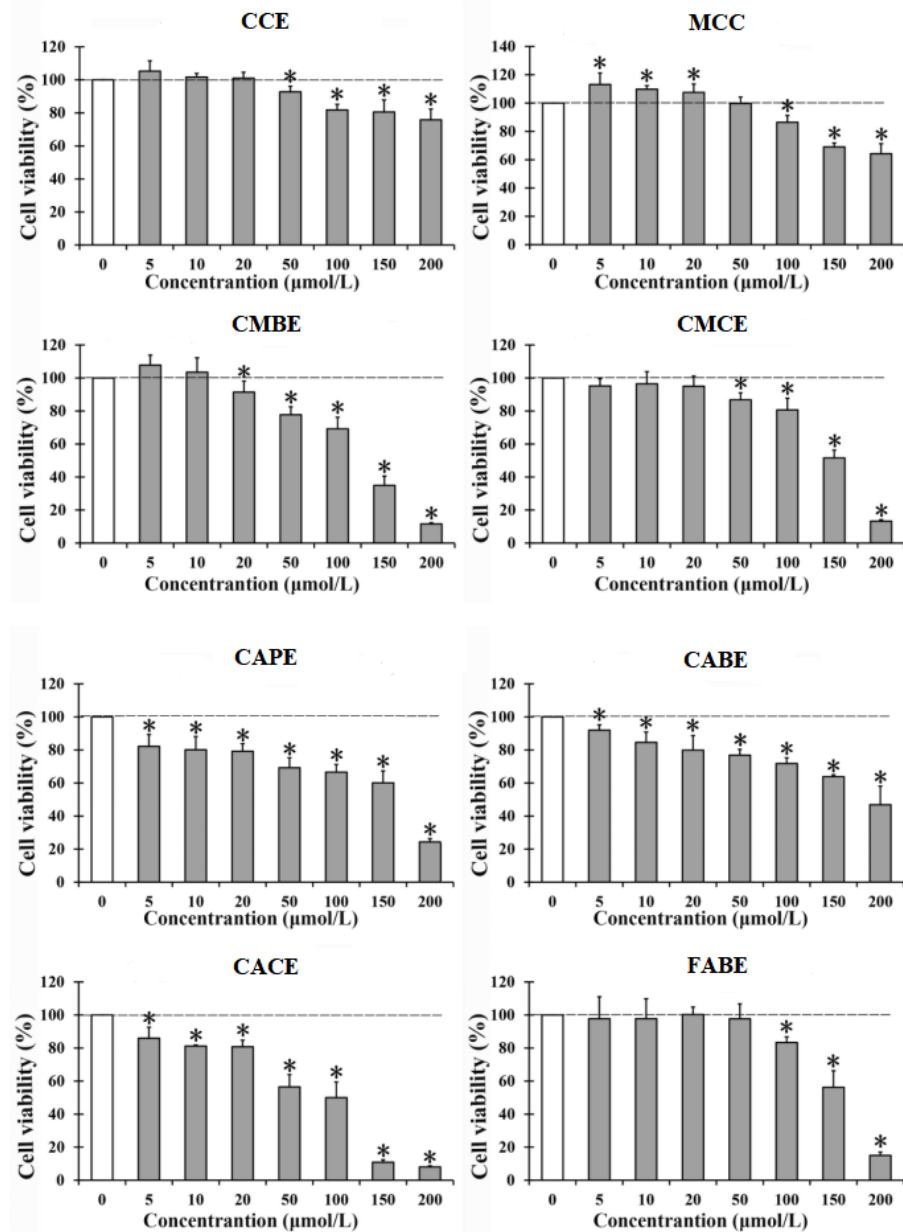 CCE
Cell viability (%)
120
100
80
60
40
20
0
* * * *
0 5 10 20 50 100 150 200
Concentrantion (μmol/L)
MCC
Cell viability (%)
140
120
100
80
60
40
20
0
* * * * * *
0 5 10 20 50 100 150 200
Concentrantion (μmol/L)
CMBE
Cell viability (%)
120
100
80
60
40
20
0
* * * * *
0 5 10 20 50 100 150 200
Concentrantion (μmol/L)
CMCE
Cell viability (%)
120
100
80
60
40
20
0
* * * *
0 5 10 20 50 100 150 200
Concentrantion (μmol/L)
CAPE
Cell viability (%)
120
100
80
60
40
20
0
* * * * * * *
0 5 10 20 50 100 150 200
Concentrantion (μmol/L)
CABE
Cell viability (%)
120
100
80
60
40
20
0
* * * * * * *
0 5 10 20 50 100 150 200
Concentrantion (μmol/L)
CACE
Cell viability (%)
120
100
80
60
40
20
0
* * * * * * *
0 5 10 20 50 100 150 200
Concentrantion (μmol/L)
FABE
Cell viability (%)
120
100
80
60
40
20
0
* * *
0 5 10 20 50 100 150 200
Concentrantion (μmol/L)